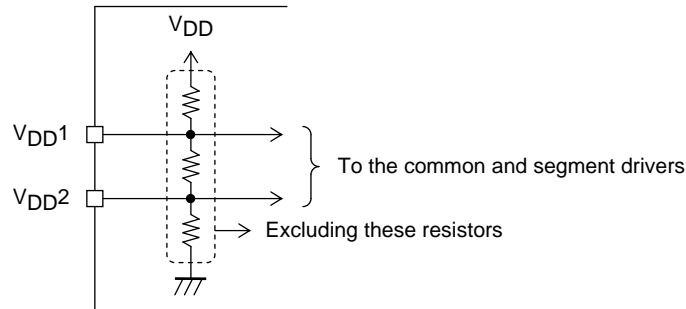 VDD
VDD1
To the common and segment drivers
VDD2
Excluding these resistors